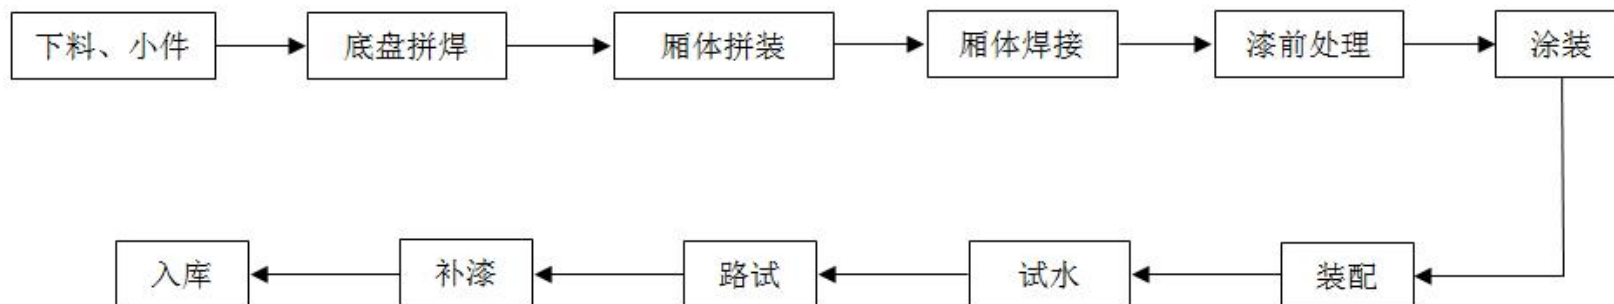 下料、小件
底盘拼焊
厢体拼装
厢体焊接
漆前处理
涂装
装配
试水
路试
补漆
入库